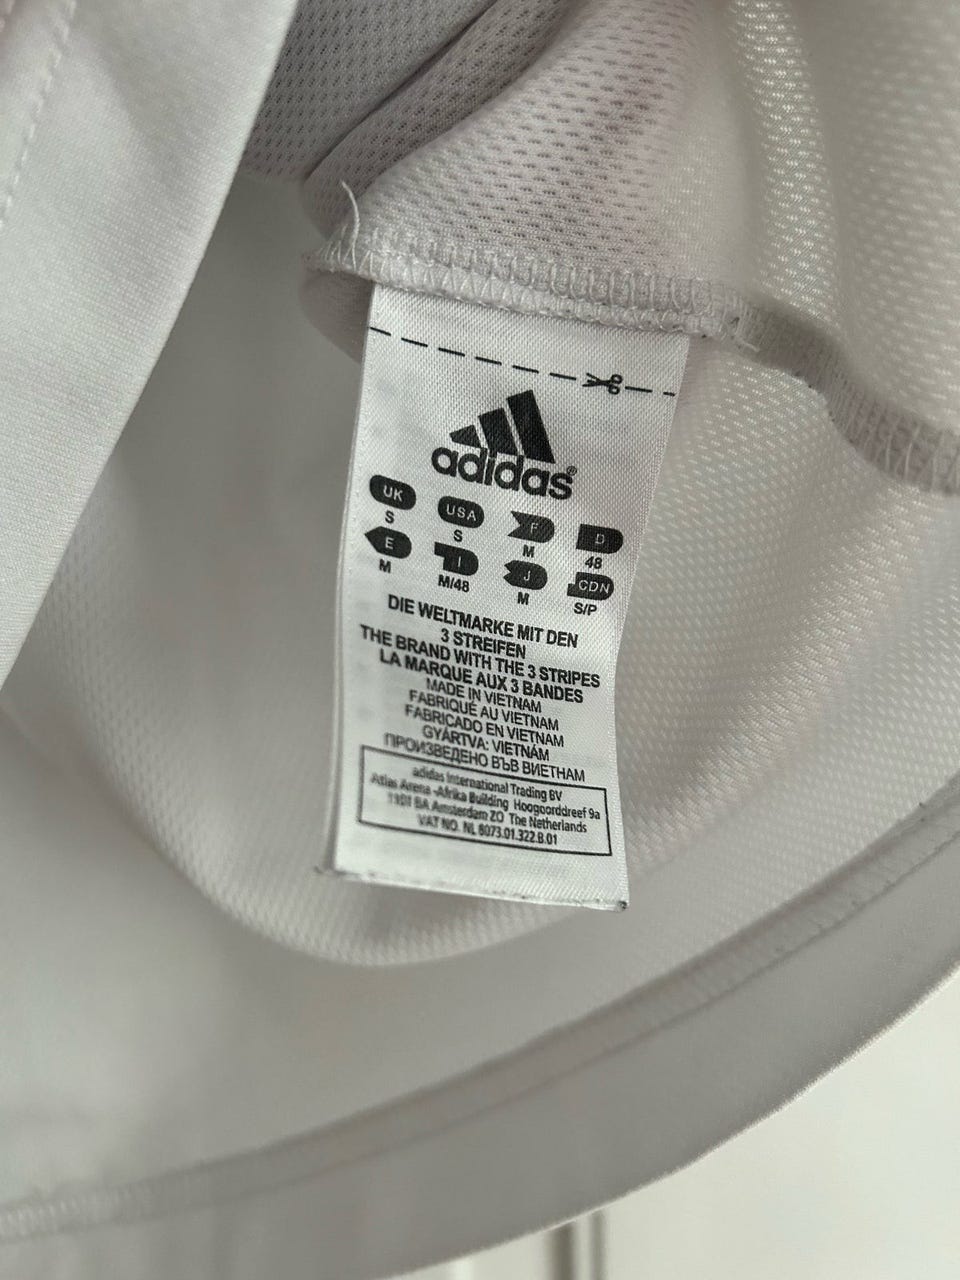 adidas®
UK USA F D
S S M 48
E I J CDN
M M/48 M S/P
DIE WELTMARKE MIT DEN
3 STREIFEN
THE BRAND WITH THE 3 STRIPES
LA MARQUE AUX 3 BANDES
MADE IN VIETNAM
FABRIQUÉ AU VIETNAM
FABRICADO EN VIETNAM
GYÁRTVA: VIETNÁM
ПРОИЗВЕДЕНО ВЪВ ВИЕТНАМ
adidas International Trading BV
Atlas Arena -Afrika Building Hoogoorddreef 9a
1101 BA Amsterdam ZO The Netherlands
VAT NO. NL 8073.01.322.B.01